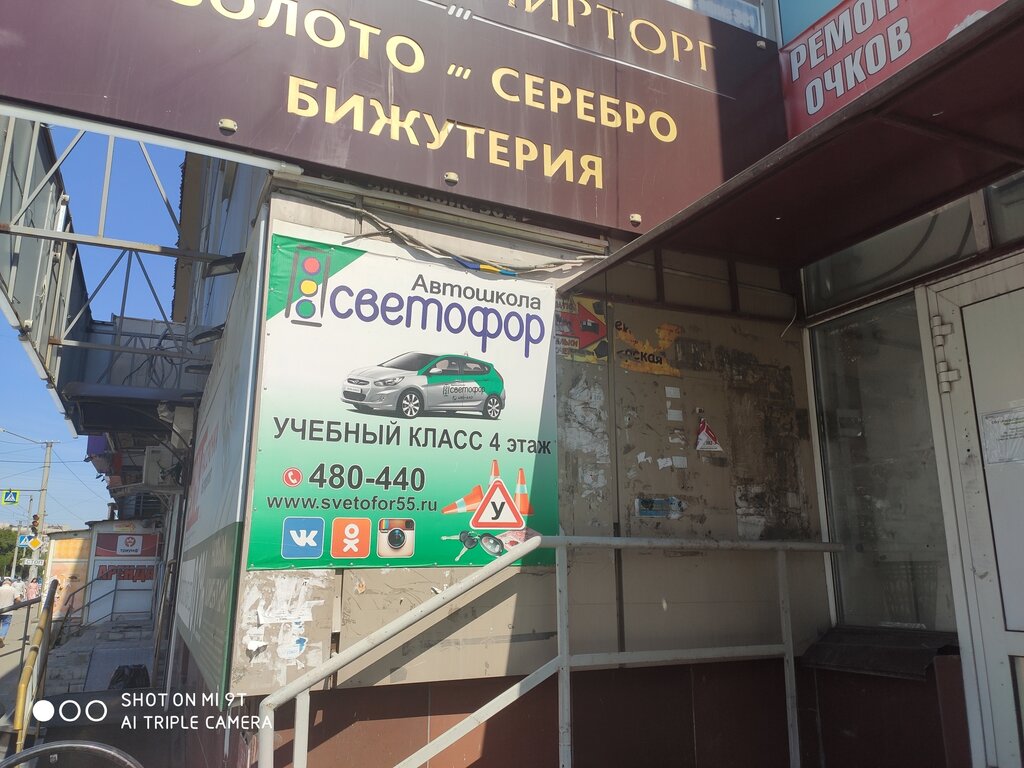 РЕМОНТ
ОЧКОВ
СЕРЕБРО
БИЖУТЕРИЯ
Автошкола
светофор
светофор
УЧЕБНЫЙ КЛАСС 4 этаж
480-440
www.svetofor55.ru
У
АРЕНДА
SHOT ON MI 9T
AI TRIPLE CAMERA